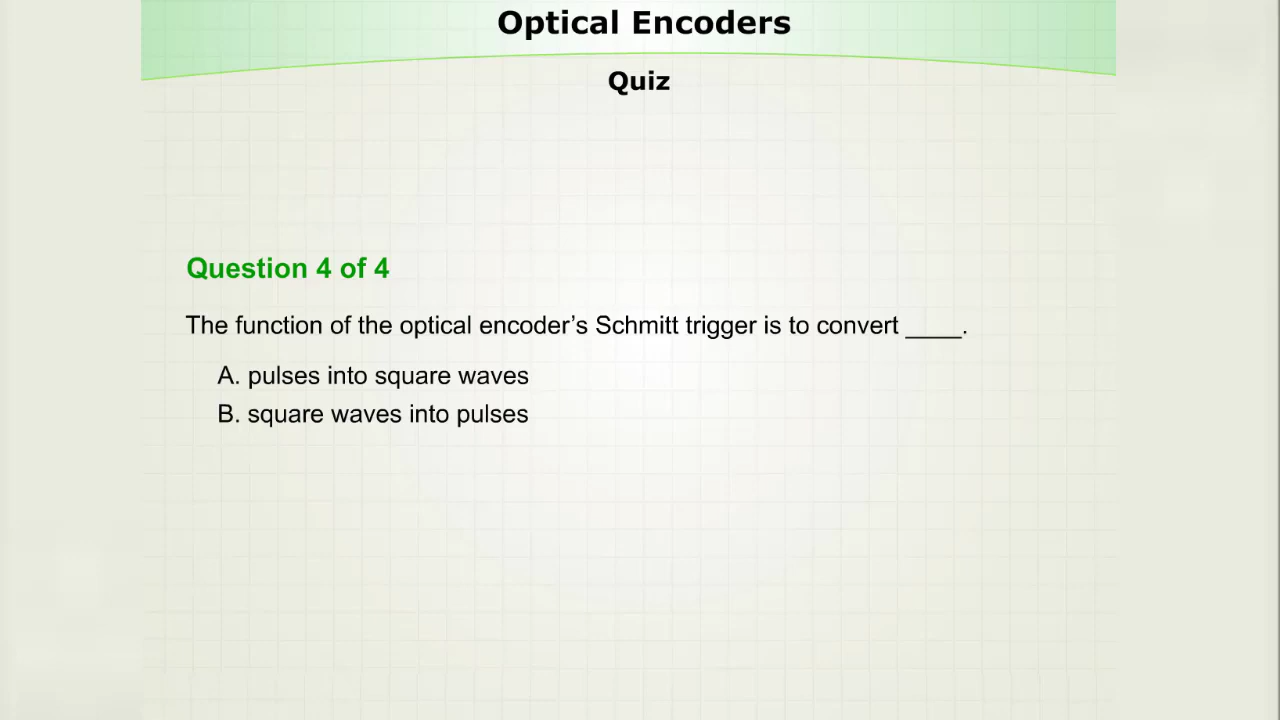 Optical Encoders
Quiz
Question 4 of 4
The function of the optical encoder’s Schmitt trigger is to convert ____.
A. pulses into square waves
B. square waves into pulses